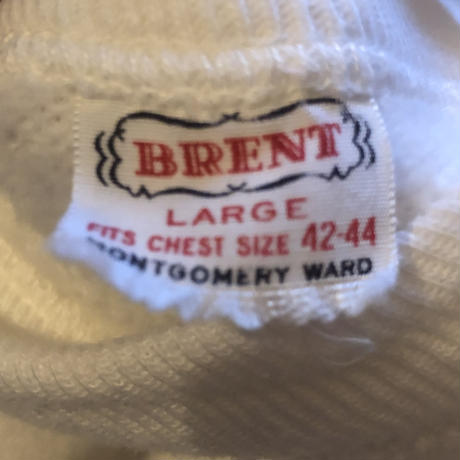 BRENT
LARGE
FITS CHEST SIZE 42-44
MONTGOMERY WARD